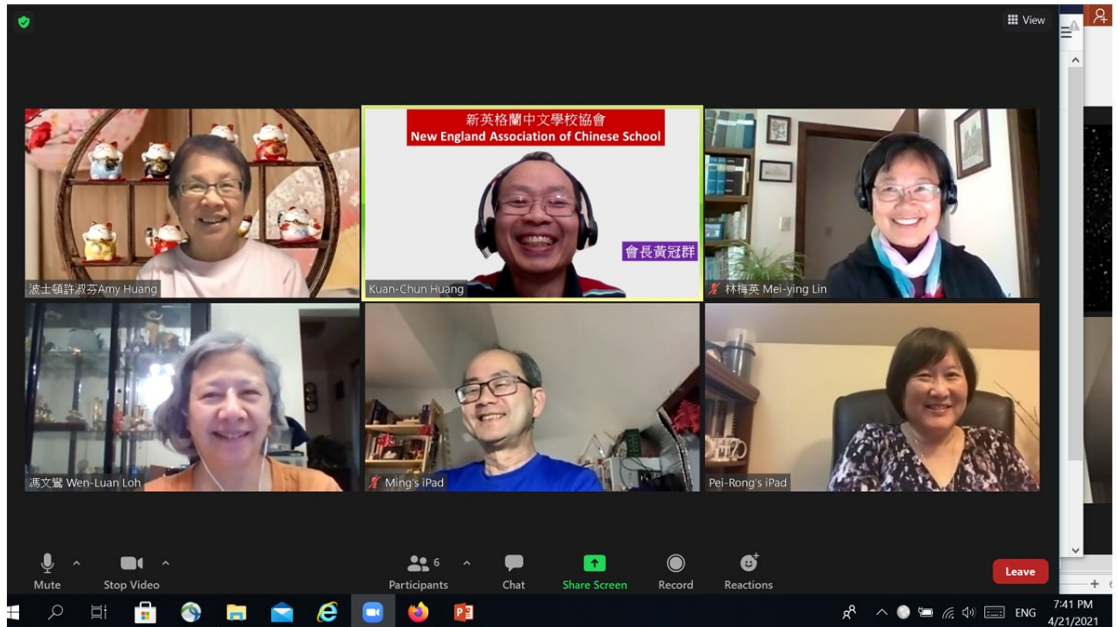 View
新英格蘭中文學校協會
New England Association of Chinese School
會長黃冠群
波士頓許淑芬Amy Huang
Kuan-Chun Huang
林梅英 Mei-ying Lin
馮文鸞 Wen-Luan Loh
Ming's iPad
Pei-Rong's iPad
6
Mute
Stop Video
Participants
Chat
Share Screen
Record
Reactions
Leave
ENG
7:41 PM
4/21/2021